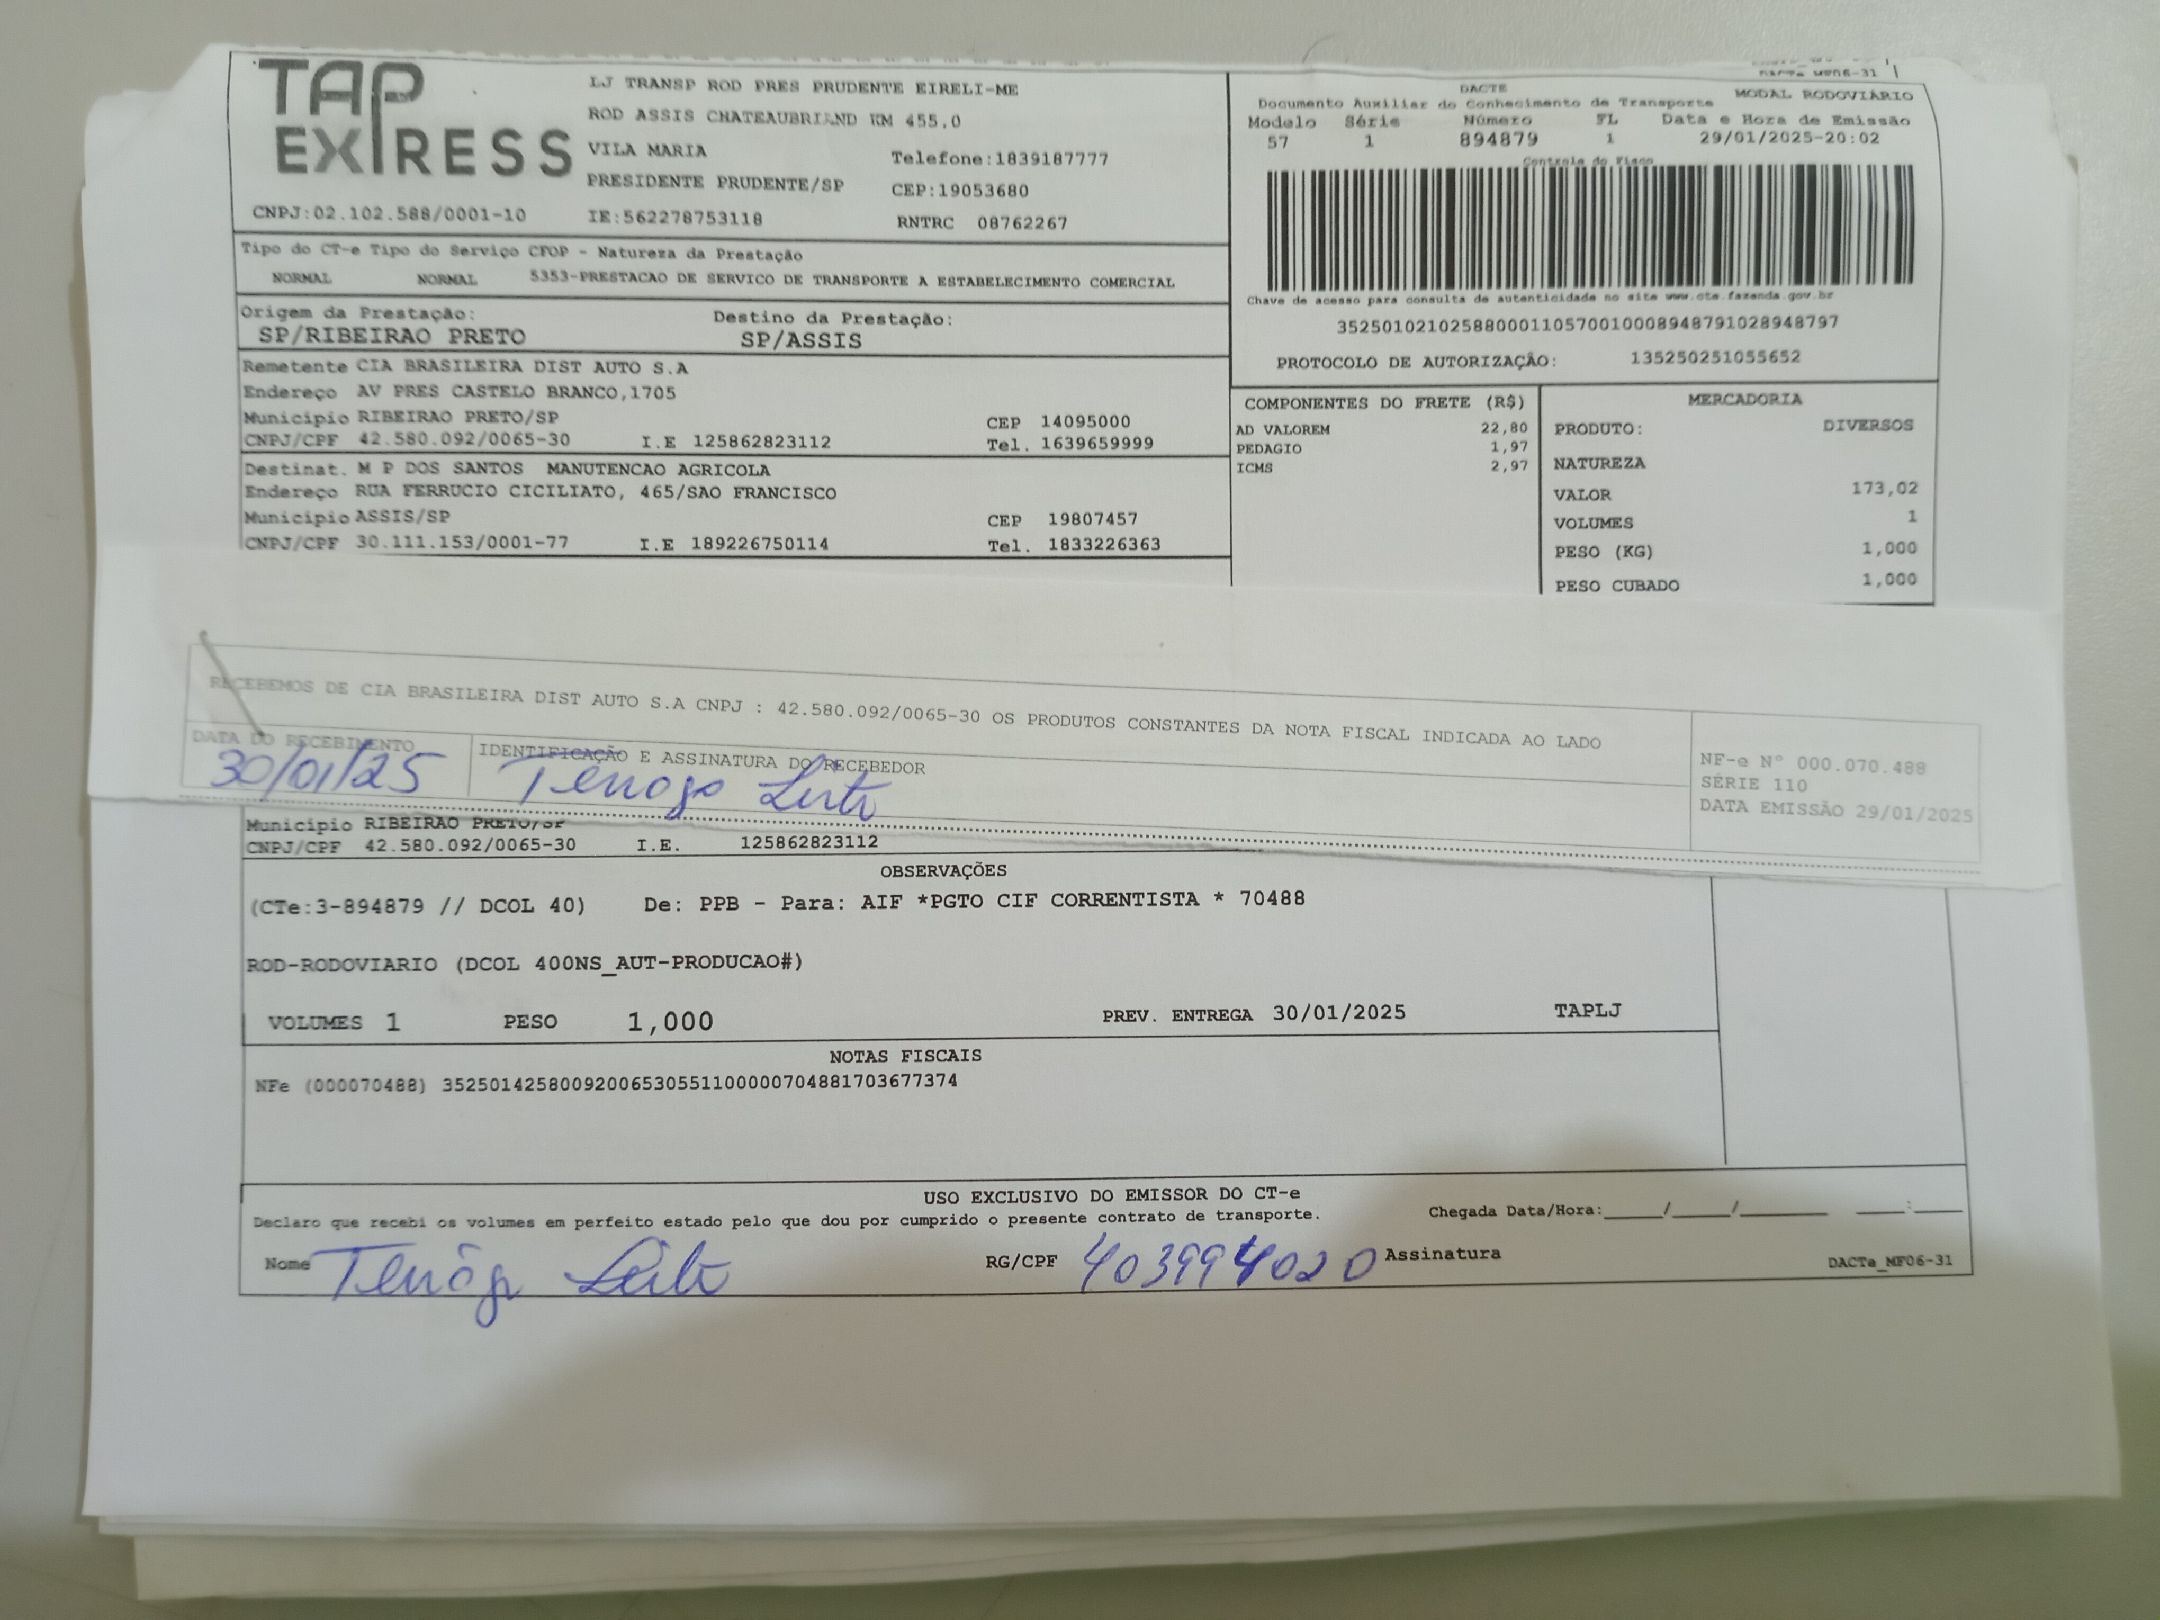 TAP EXPRESS
LJ TRANSP ROD PRES PRUDENTE EIRELI-ME
ROD ASSIS CHATEAUBRIAND KM 455,0
VILA MARIA
Telefone:1839187777
PRESIDENTE PRUDENTE/SP
CEP:19053680
CNPJ:02.102.588/0001-10
IE:562278753118
RNTRC 08762267
MF06-31
DACTE
MODAL RODOVIÁRIO
Documento Auxiliar do Conhecimento de Transporte
Modelo Série Número FL Data e Hora de Emissão
57 1 894879 1 29/01/2025-20:02
Controle do Fisco
Chave de acesso para consulta de autenticidade no site www.cte.fazenda.gov.br
35250102102588000110570010008948791028948797
PROTOCOLO DE AUTORIZAÇÃO: 135250251055652
Tipo do CT-e Tipo do Serviço CFOP - Natureza da Prestação
NORMAL NORMAL 5353-PRESTACAO DE SERVICO DE TRANSPORTE A ESTABELECIMENTO COMERCIAL
Origem da Prestação: Destino da Prestação:
SP/RIBEIRAO PRETO SP/ASSIS
Remetente CIA BRASILEIRA DIST AUTO S.A
Endereço AV PRES CASTELO BRANCO,1705
Municipio RIBEIRAO PRETO/SP CEP 14095000
CNPJ/CPF 42.580.092/0065-30 I.E 125862823112 Tel. 1639659999
Destinat. M P DOS SANTOS MANUTENCAO AGRICOLA
Endereço RUA FERRUCIO CICILIATO, 465/SAO FRANCISCO
Municipio ASSIS/SP CEP 19807457
CNPJ/CPF 30.111.153/0001-77 I.E 189226750114 Tel. 1833226363
COMPONENTES DO FRETE (R$)
AD VALOREM 22,80
PEDAGIO 1,97
ICMS 2,97
MERCADORIA
PRODUTO: DIVERSOS
NATUREZA
VALOR 173,02
VOLUMES 1
PESO (KG) 1,000
PESO CUBADO 1,000
RECEBEMOS DE CIA BRASILEIRA DIST AUTO S.A CNPJ : 42.580.092/0065-30 OS PRODUTOS CONSTANTES DA NOTA FISCAL INDICADA AO LADO
DATA DO RECEBIMENTO
IDENTIFICAÇÃO E ASSINATURA DO RECEBEDOR
30/01/25
NF-e N° 000.070.488
SÉRIE 110
DATA EMISSÃO 29/01/2025
Municipio RIBEIRAO PRETO/SP
CNPJ/CPF 42.580.092/0065-30 I.E. 125862823112
OBSERVAÇÕES
(CTe:3-894879 // DCOL 40) De: PPB - Para: AIF *PGTO CIF CORRENTISTA * 70488
ROD-RODOVIARIO (DCOL 400NS_AUT-PRODUCAO#)
VOLUMES 1 PESO 1,000 PREV. ENTREGA 30/01/2025 TAPLJ
NOTAS FISCAIS
NFe (000070488) 35250142580092006530551100000704881703677374
USO EXCLUSIVO DO EMISSOR DO CT-e
Declaro que recebi os volumes em perfeito estado pelo que dou por cumprido o presente contrato de transporte.
Chegada Data/Hora:____/____/______ ____:____
Nome RG/CPF 403994020 Assinatura
DACTe_MF06-31